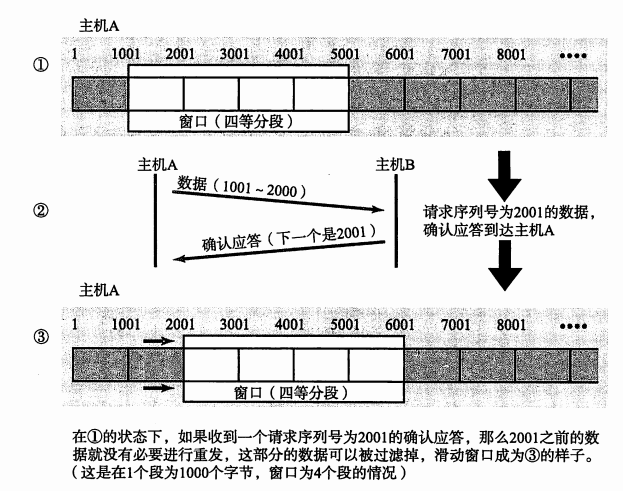 主机A
1 1001 2001 3001 4001 5001 6001 7001 8001 ••••
①
窗口（四等分段）
主机A 主机B
数据（1001～2000）
②
请求序列号为2001的数据，
确认应答到达主机A
确认应答（下一个是2001）
主机A
1 1001 2001 3001 4001 5001 6001 7001 8001 ••••
③
窗口（四等分段）
在①的状态下，如果收到一个请求序列号为2001的确认应答，那么2001之前的数
据就没有必要进行重发，这部分的数据可以被过滤掉，滑动窗口成为③的样子。
（这是在1个段为1000个字节，窗口为4个段的情况）